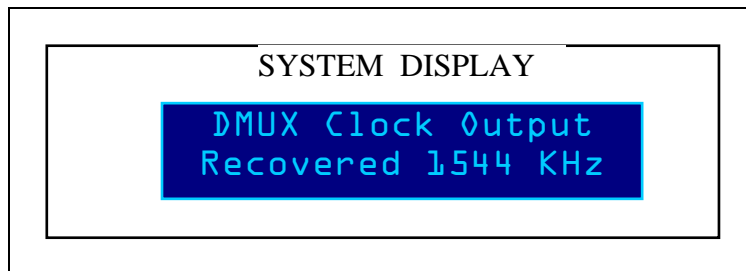 SYSTEM DISPLAY
DMUX Clock Output
Recovered 1544 KHz